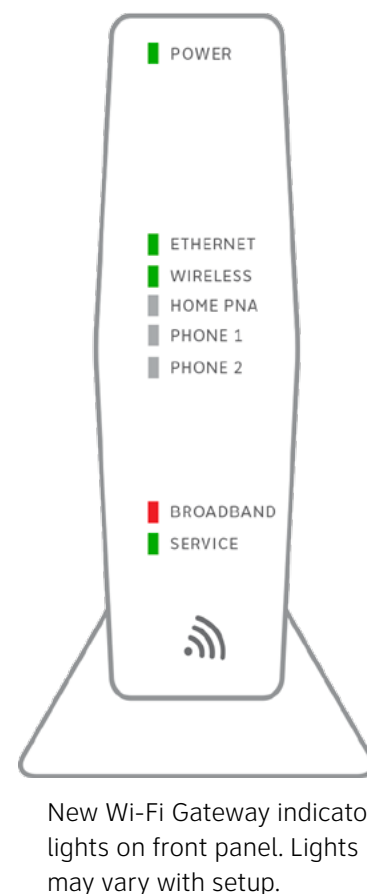 POWER
ETHERNET
WIRELESS
HOME PNA
PHONE 1
PHONE 2
BROADBAND
SERVICE
New Wi-Fi Gateway indicato
lights on front panel. Lights
may vary with setup.